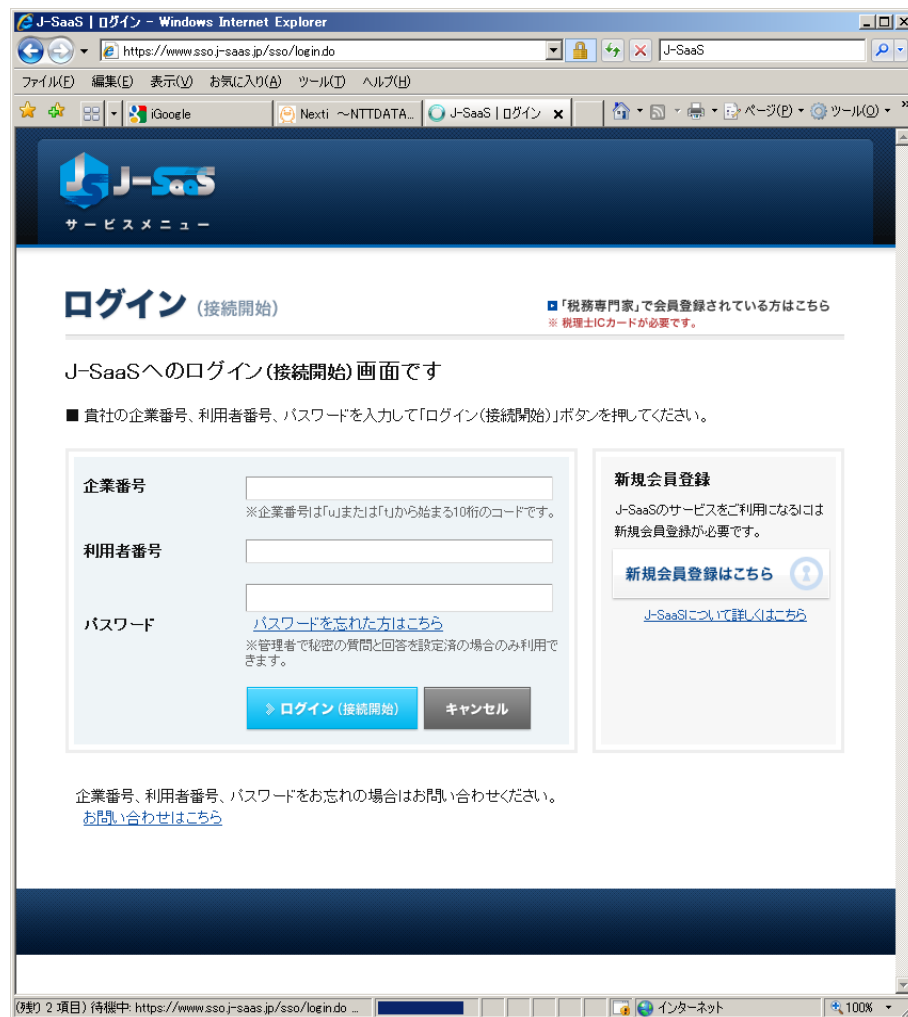 J-SaaS | ログイン - Windows Internet Explorer
https://www.sso.j-saas.jp/sso/login.do
J-SaaS
ファイル(F) 編集(E) 表示(V) お気に入り(A) ツール(T) ヘルプ(H)
iGoogle
Nexti ～NTTDATA...
J-SaaS | ログイン
ページ(P)
ツール(O)
J-SaaS
サービスメニュー
ログイン (接続開始)
「税務専門家」で会員登録されている方はこちら
※ 税理士ICカードが必要です。
J-SaaSへのログイン(接続開始)画面です
■ 貴社の企業番号、利用者番号、パスワードを入力して「ログイン(接続開始)」ボタンを押してください。
企業番号
※企業番号は「u」または「t」から始まる10桁のコードです。
利用者番号
パスワード
パスワードを忘れた方はこちら
※管理者で秘密の質問と回答を設定済の場合のみ利用で
きます。
ログイン (接続開始)
キャンセル
新規会員登録
J-SaaSのサービスをご利用になるには
新規会員登録が必要です。
新規会員登録はこちら
J-SaaSについて詳しくはこちら
企業番号、利用者番号、パスワードをお忘れの場合はお問い合わせください。
お問い合わせはこちら
(残り 2 項目) 待機中: https://www.sso.j-saas.jp/sso/login.do ...
インターネット
100%